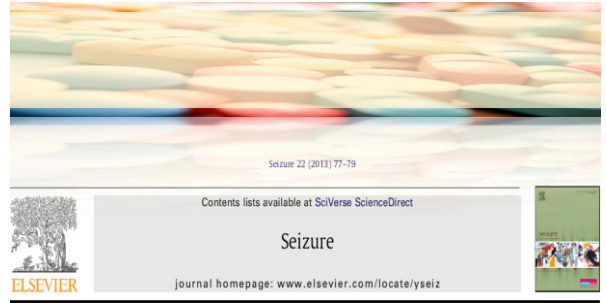 Seizure 22 (2013) 77–79
Contents lists available at SciVerse ScienceDirect
Seizure
journal homepage: www.elsevier.com/locate/yseiz
ELSEVIER